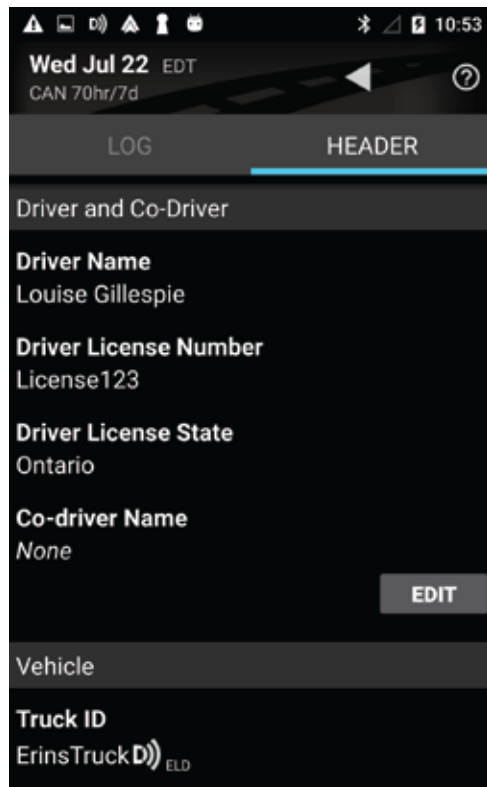 10:53
Wed Jul 22 EDT
CAN 70hr/7d
LOG HEADER
Driver and Co-Driver
Driver Name
Louise Gillespie
Driver License Number
License123
Driver License State
Ontario
Co-driver Name
None
EDIT
Vehicle
Truck ID
ErinsTruck D)) ELD